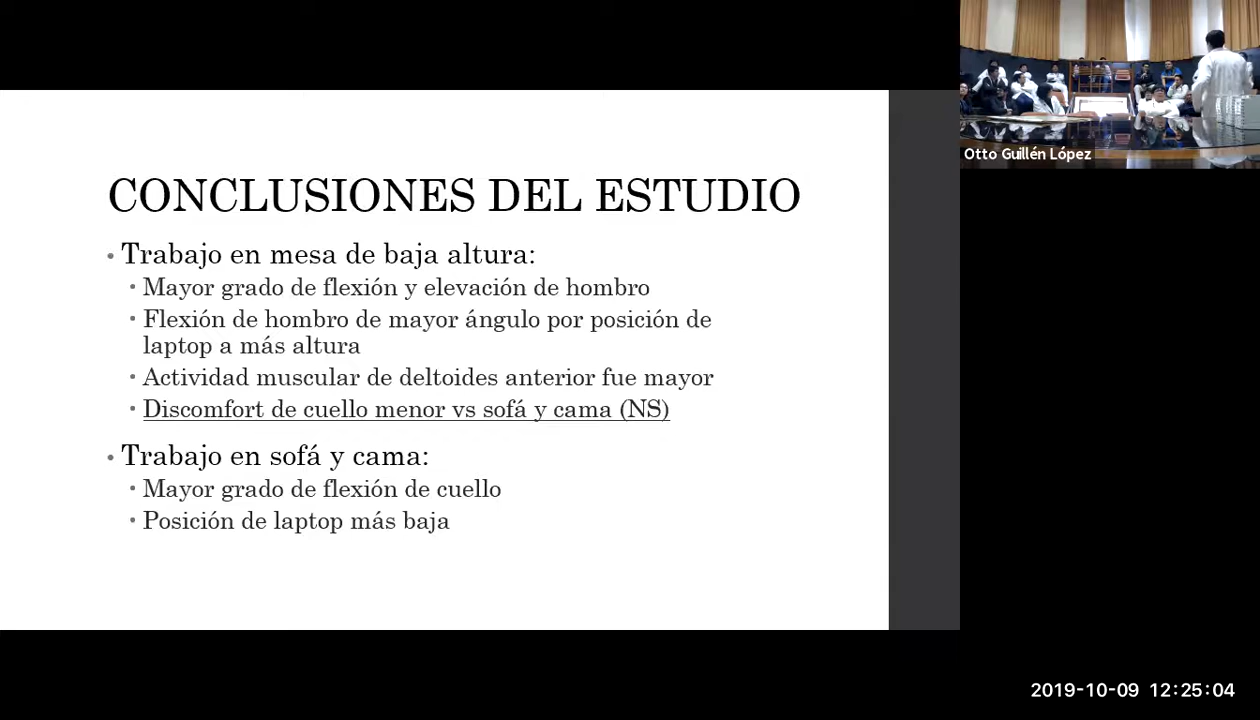 CONCLUSIONES DEL ESTUDIO
• Trabajo en mesa de baja altura:
• Mayor grado de flexión y elevación de hombro
• Flexión de hombro de mayor ángulo por posición de
laptop a más altura
• Actividad muscular de deltoides anterior fue mayor
• Discomfort de cuello menor vs sofá y cama (NS)
• Trabajo en sofá y cama:
• Mayor grado de flexión de cuello
• Posición de laptop más baja
Otto Guillén López
2019-10-09 12:25:04